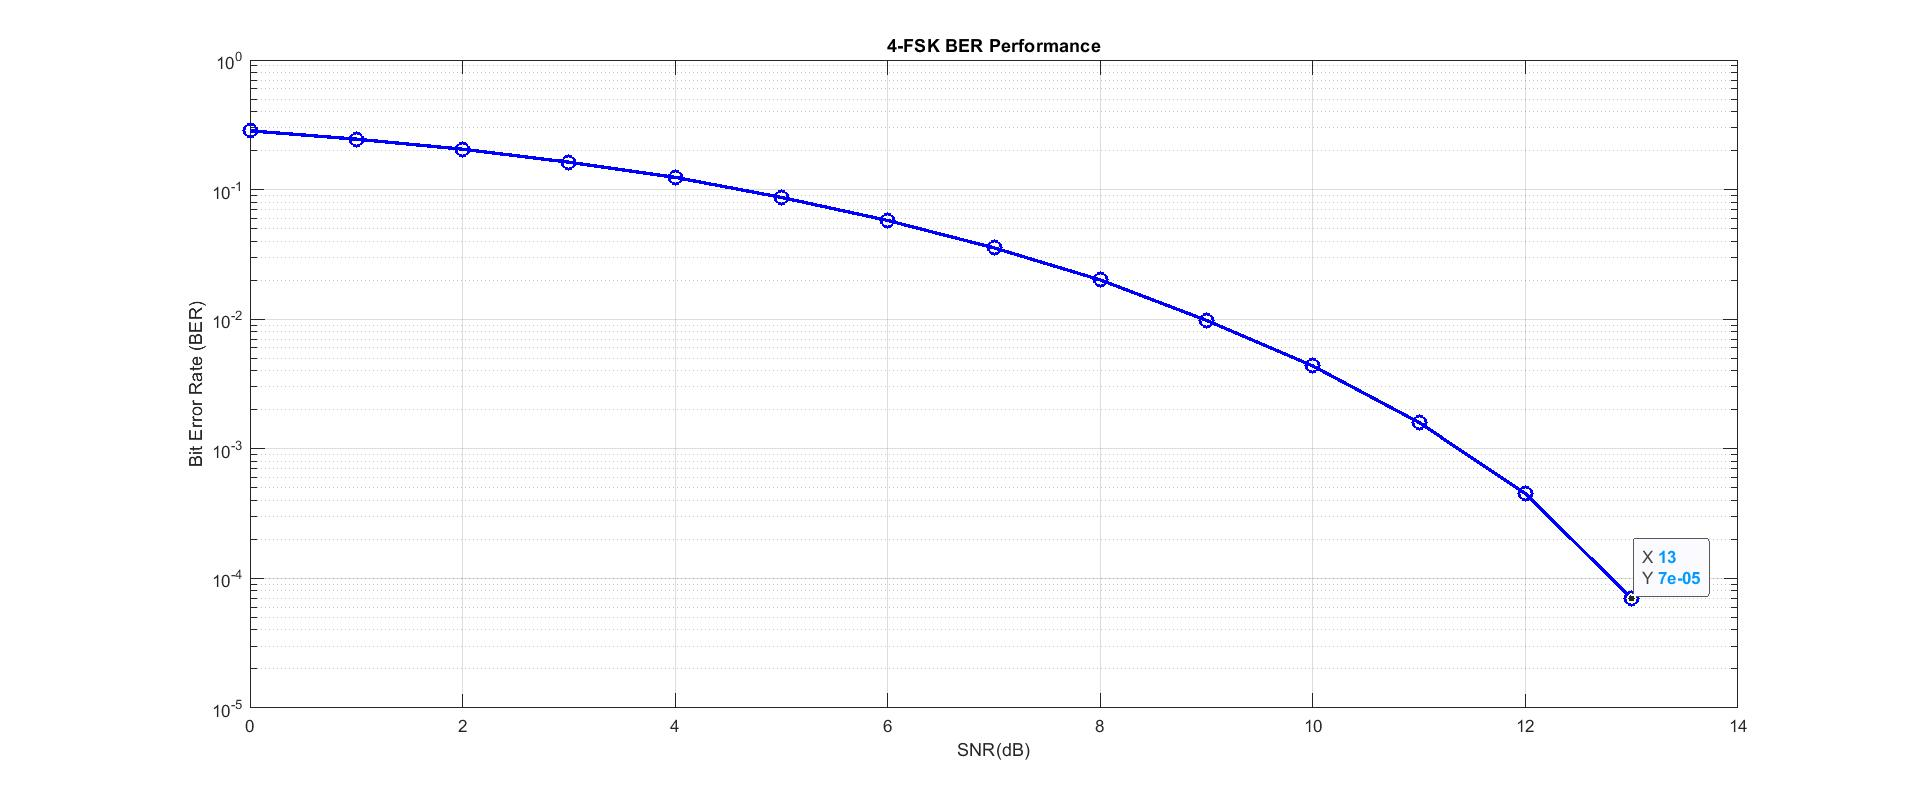 4-FSK BER Performance
10^0
10^-1
10^-2
10^-3
10^-4
10^-5
Bit Error Rate (BER)
X 13
Y 7e-05
0 2 4 6 8 10 12 14
SNR(dB)